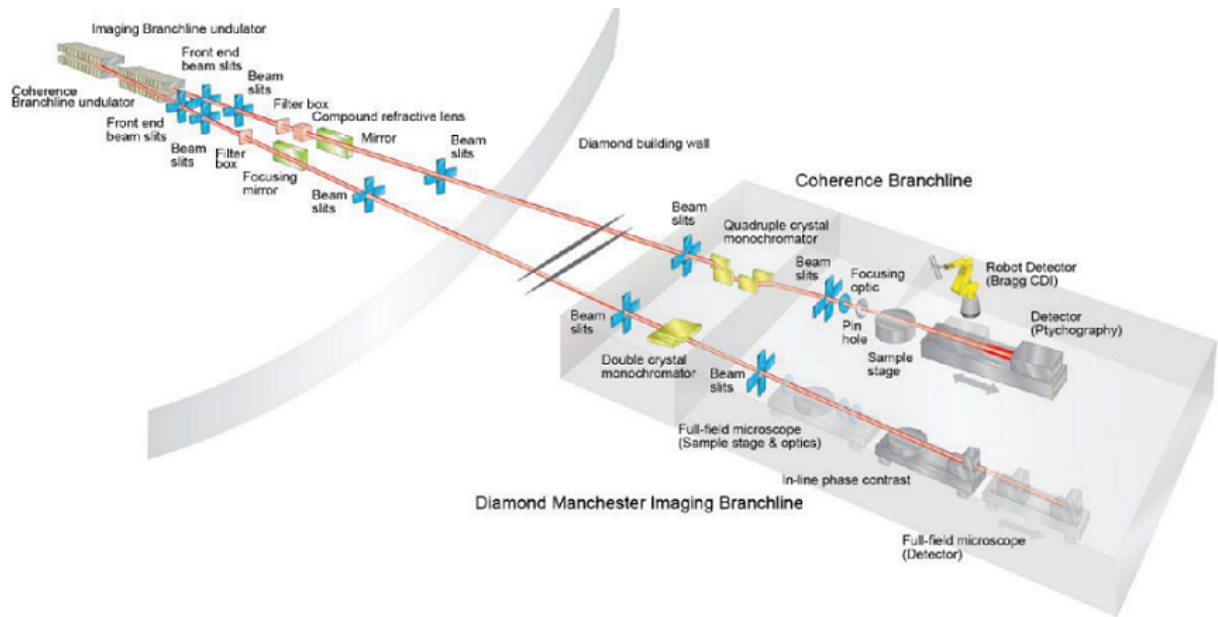 Imaging Branchline undulator
Front end
beam slits
Beam
slits
Filter box
Compound refractive lens
Mirror
Beam
slits
Coherence
Branchline undulator
Front end
beam slits
Beam
slits
Filter
box
Focusing
mirror
Beam
slits
Diamond building wall
Coherence Branchline
Beam
slits
Quadruple crystal
monochromator
Beam
slits
Focusing
optic
Pin
hole
Sample
stage
Robot Detector
(Bragg CDI)
Detector
(Ptychography)
Beam
slits
Double crystal
monochromator
Beam
slits
Full-field microscope
(Sample stage & optics)
In-line phase contrast
Diamond Manchester Imaging Branchline
Full-field microscope
(Detector)